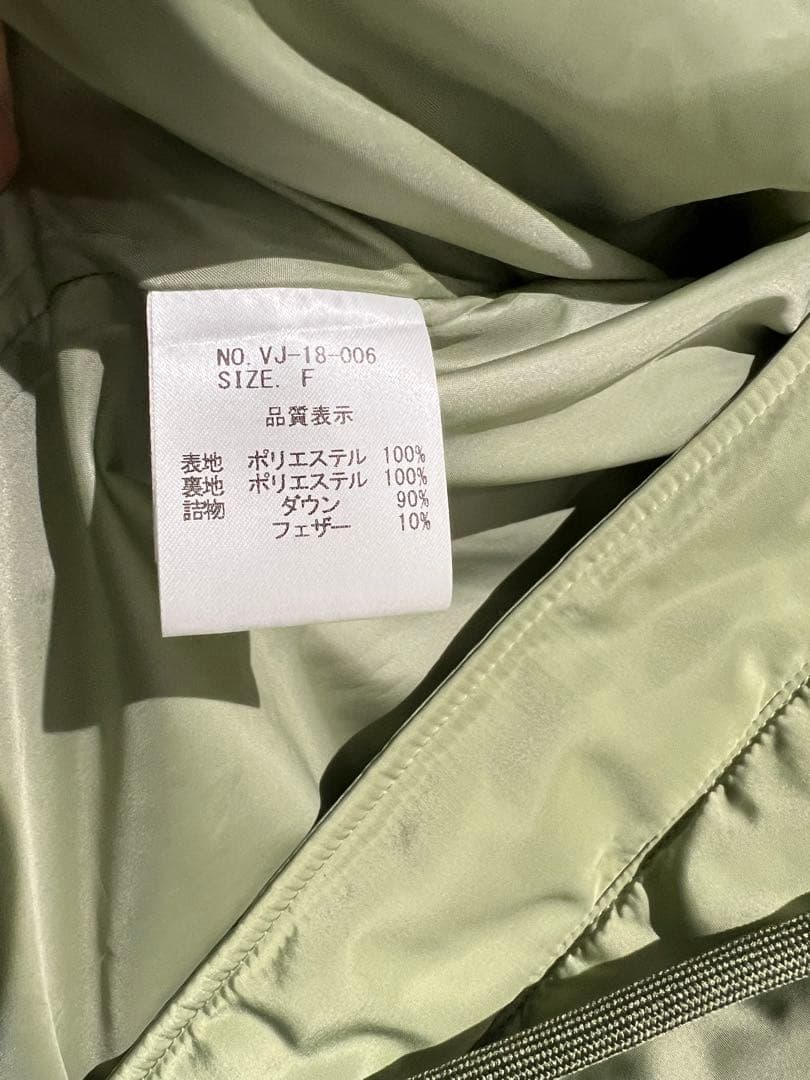 NO. VJ-18-006
SIZE. F
品質表示
表地 ポリエステル 100%
裏地 ポリエステル 100%
詰物 ダウン 90%
フェザー 10%